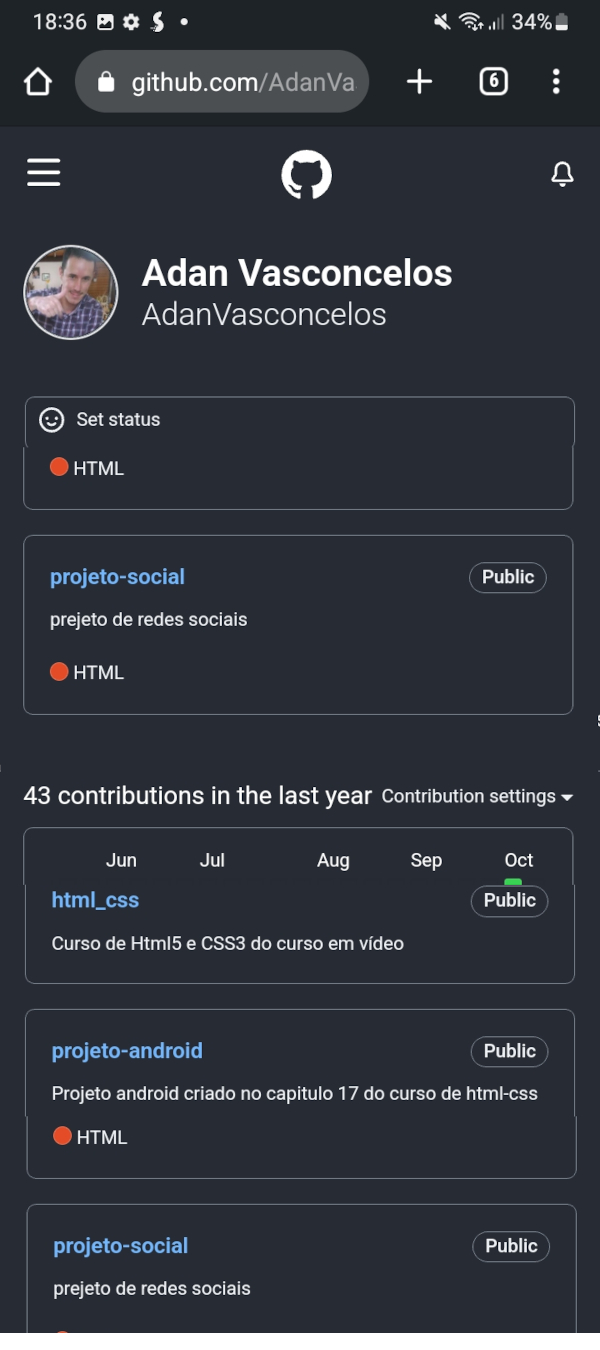 18:36 34%
github.com/AdanVa 6
Adan Vasconcelos
AdanVasconcelos
Set status
HTML
projeto-social Public
prejeto de redes sociais
HTML
43 contributions in the last year Contribution settings
Jun Jul Aug Sep Oct
html_css Public
Curso de Html5 e CSS3 do curso em vídeo
projeto-android Public
Projeto android criado no capitulo 17 do curso de html-css
HTML
projeto-social Public
prejeto de redes sociais